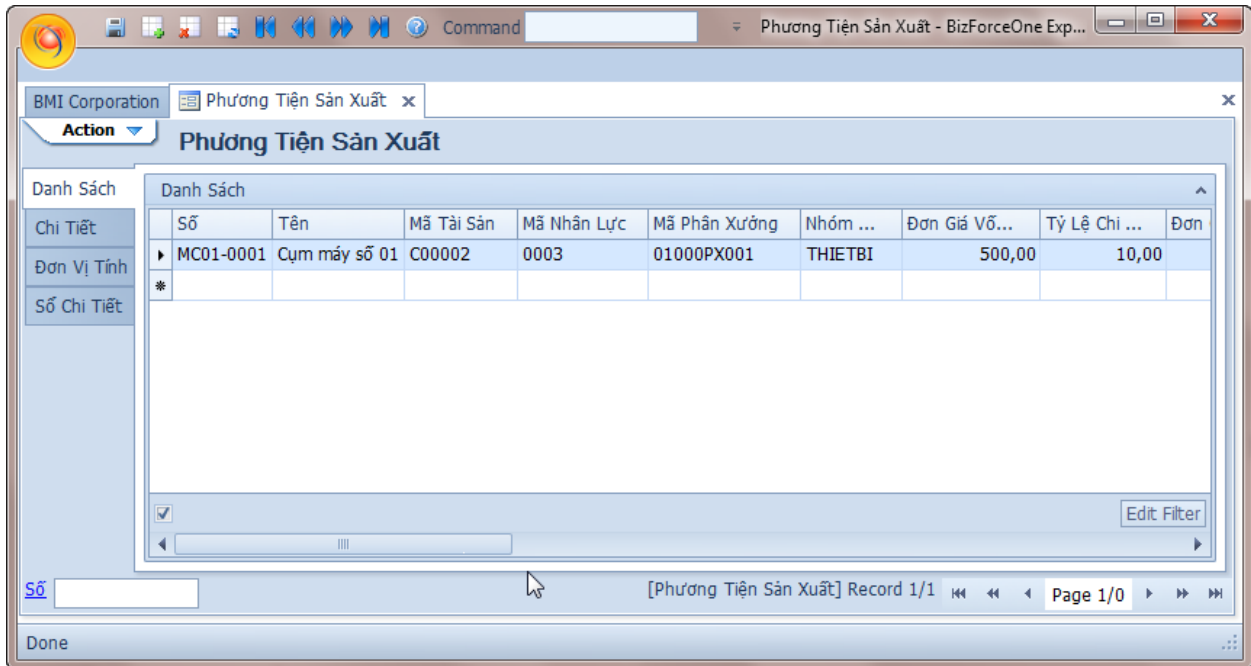 Command Phương Tiện Sản Xuất - BizForceOne Exp...
BMI Corporation Phương Tiện Sản Xuất
Action
Phương Tiện Sản Xuất
Danh Sách Danh Sách
Chi Tiết Số Tên Mã Tài Sản Mã Nhân Lực Mã Phân Xưởng Nhóm ... Đơn Giá Vố... Tỷ Lệ Chi ... Đơn
MC01-0001 Cụm máy số 01 C00002 0003 01000PX001 THIETBI 500,00 10,00
Đơn Vị Tính
Sổ Chi Tiết
Edit Filter
Số [Phương Tiện Sản Xuất] Record 1/1 Page 1/0
Done